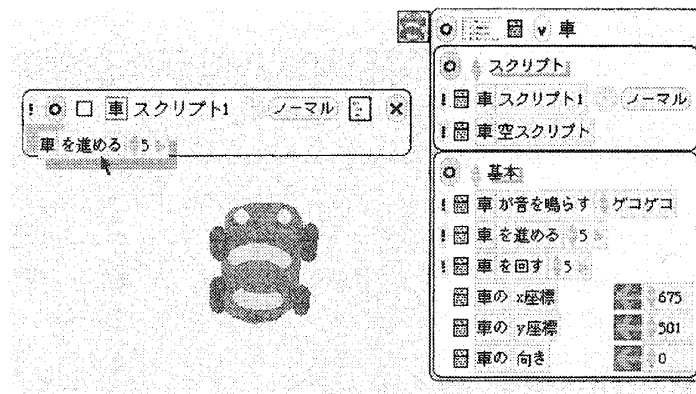 車
スクリプト
! 車 スクリプト1 ノーマル
! 車 空スクリプト
! 車 スクリプト1 ノーマル ×
車 を進める 5
基本
! 車 が音を鳴らす ゲコゲコ
! 車 を進める 5
! 車 を回す 5
車の x座標 675
車の y座標 501
車の 向き 0